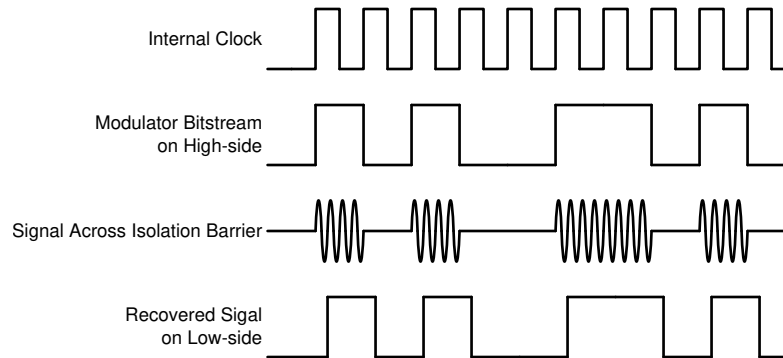 Internal Clock
Modulator Bitstream
on High-side
Signal Across Isolation Barrier
Recovered Sigal
on Low-side